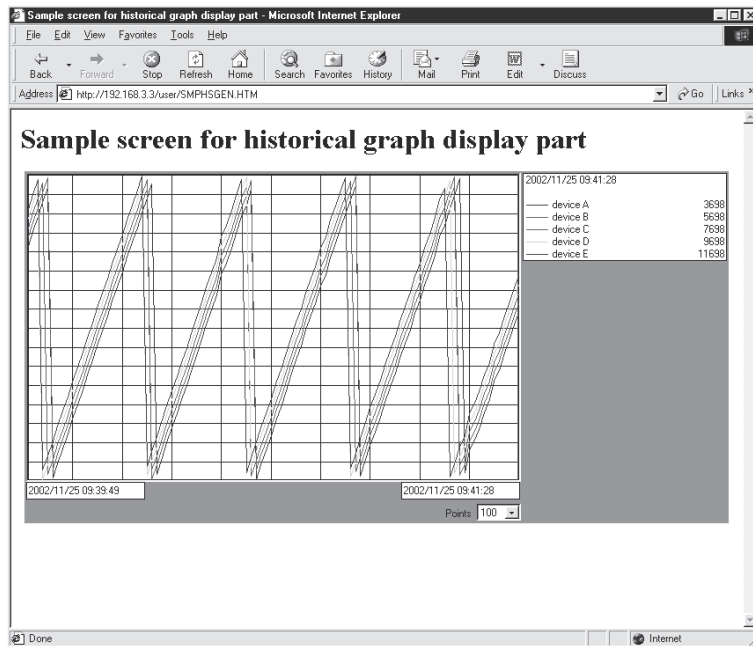 Sample screen for historical graph display part - Microsoft Internet Explorer
File Edit View Favorites Tools Help
Back Forward Stop Refresh Home Search Favorites History Mail Print Edit Discuss
Address http://192.168.3.3/user/SMPHSGEN.HTM Go Links »
Sample screen for historical graph display part
2002/11/25 09:41:28
device A 3698
device B 5698
device C 7698
device D 9698
device E 11698
2002/11/25 09:39:49 2002/11/25 09:41:28
Points 100
Done Internet